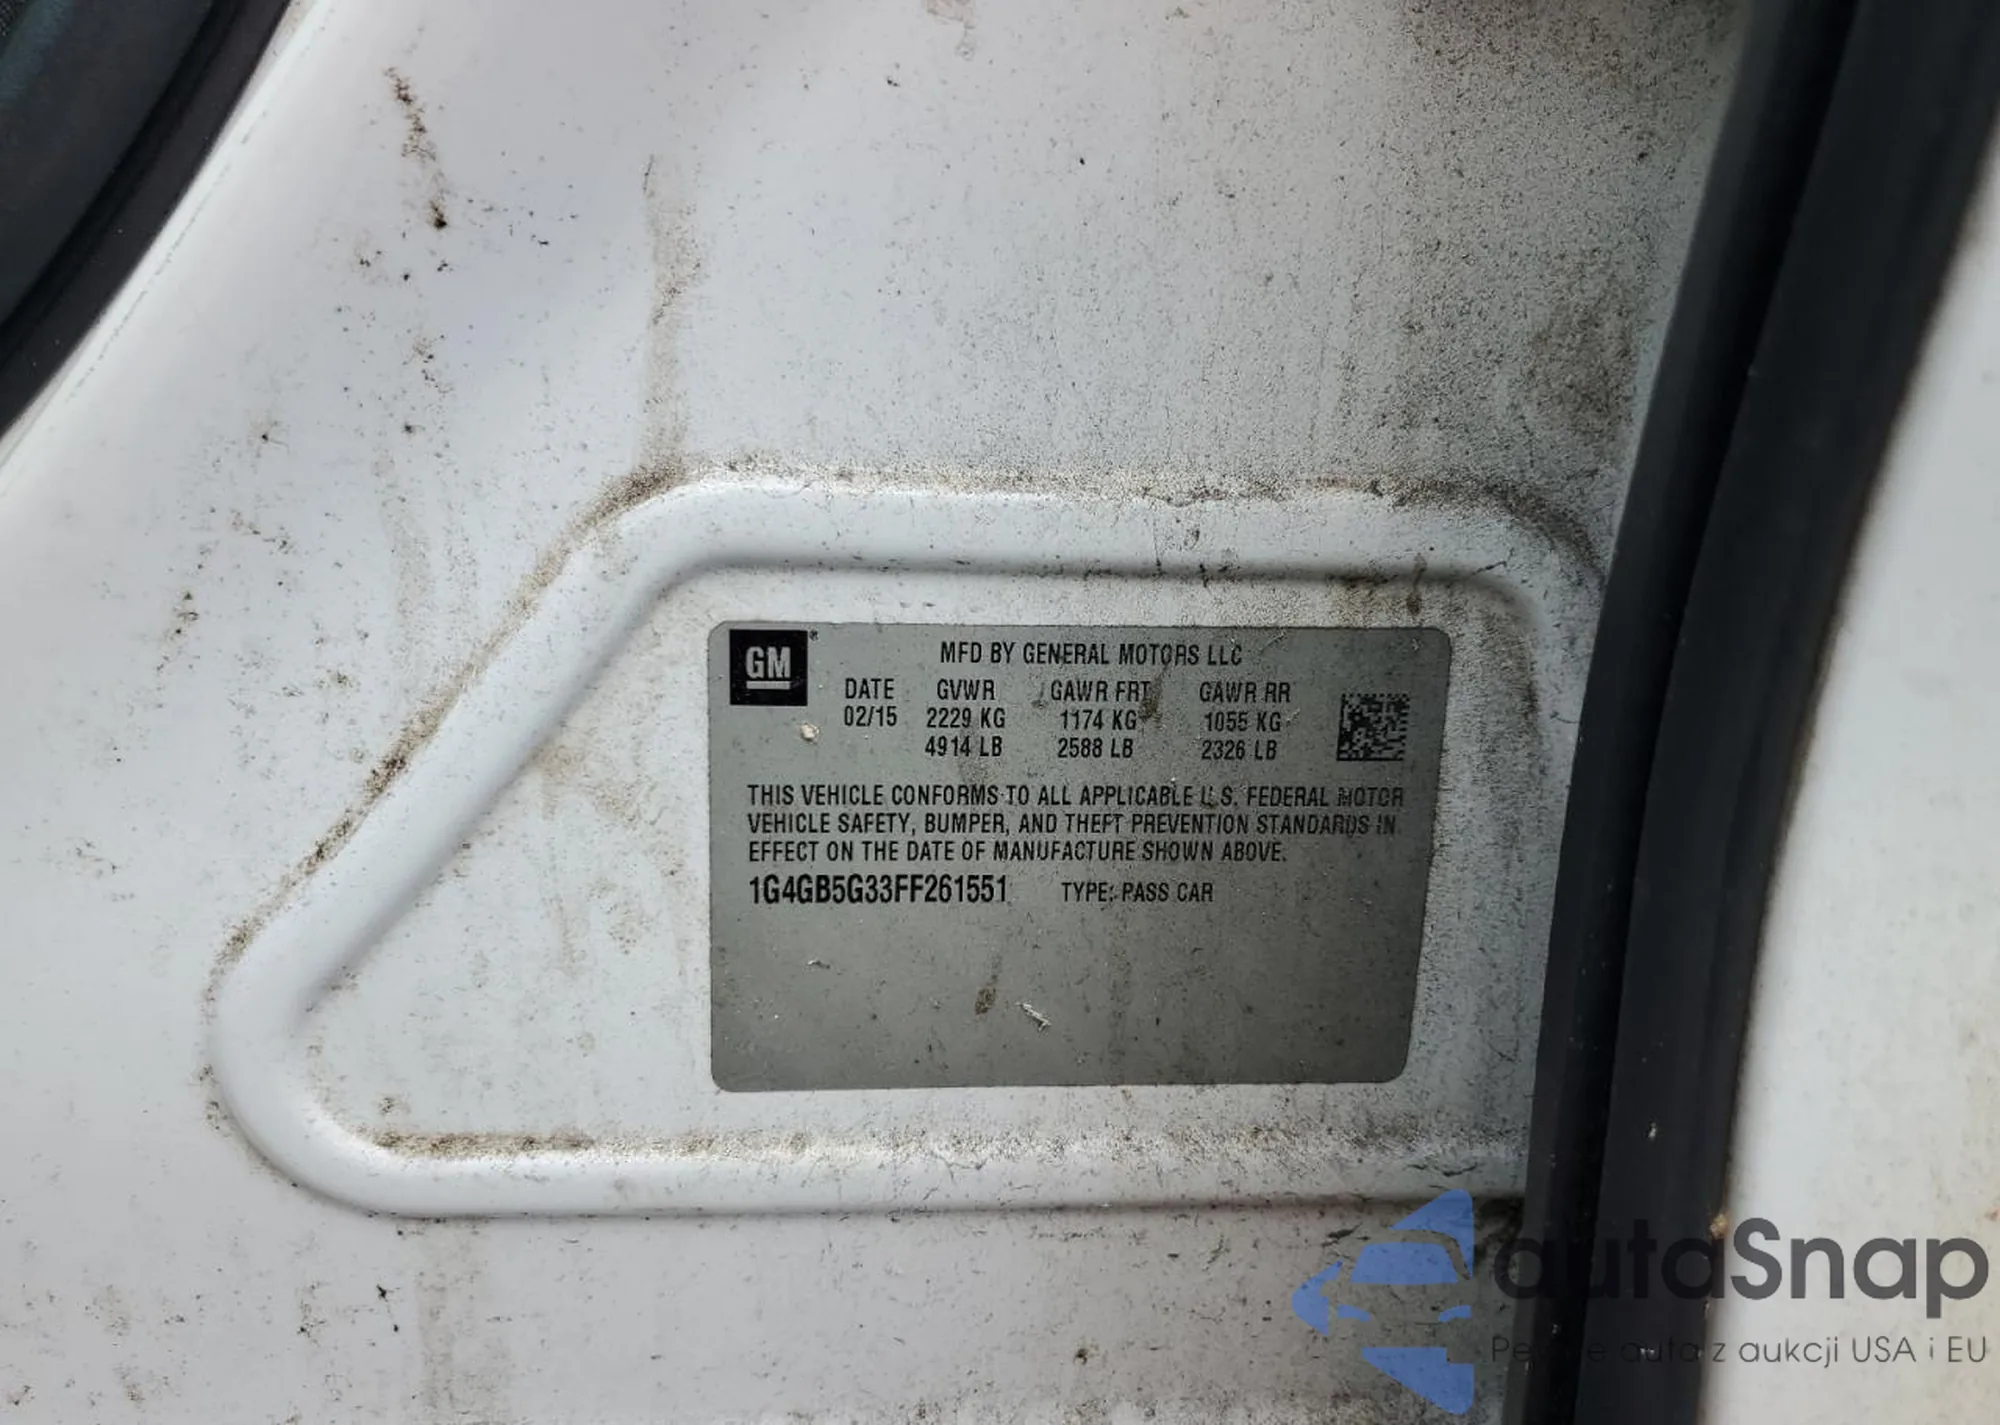 GM
MFD BY GENERAL MOTORS LLC
DATE GVWR GAWR FRT GAWR RR
02/15 2229 KG 1174 KG 1055 KG
4914 LB 2588 LB 2326 LB
THIS VEHICLE CONFORMS TO ALL APPLICABLE U.S. FEDERAL MOTOR
VEHICLE SAFETY, BUMPER, AND THEFT PREVENTION STANDARDS IN
EFFECT ON THE DATE OF MANUFACTURE SHOWN ABOVE.
1G4GB5G33FF261551 TYPE: PASS CAR
autaSnap
auta z aukcji USA i EU